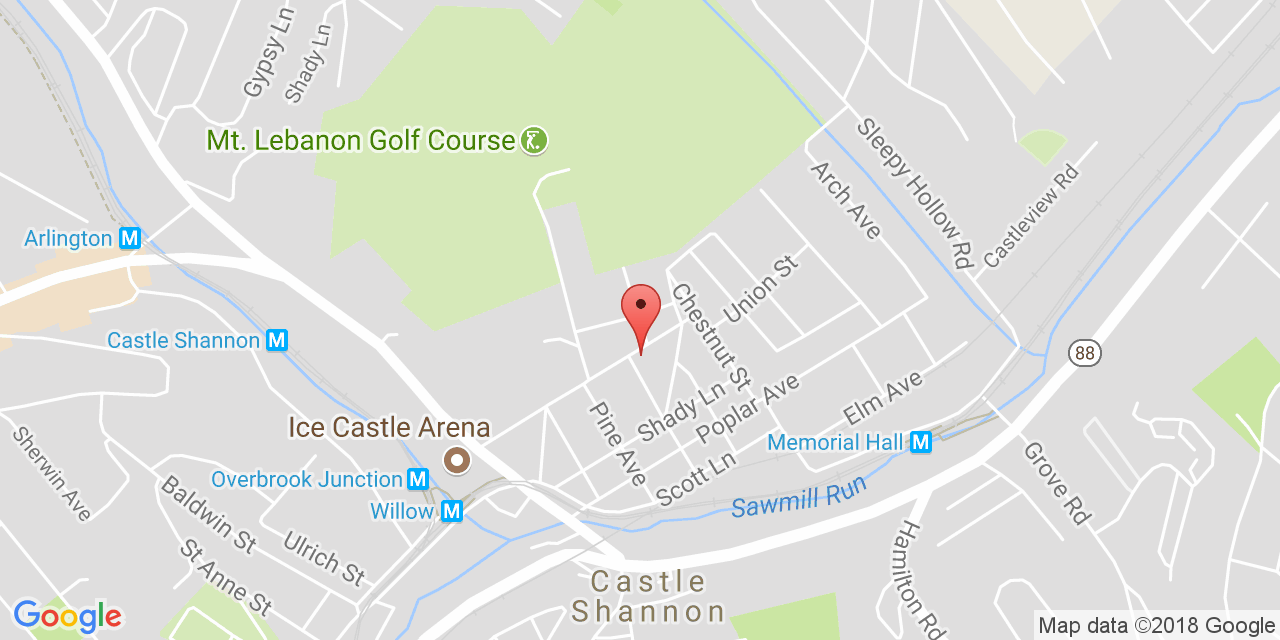 Gypsy Ln
Shady Ln
Mt. Lebanon Golf Course
Sleepy Hollow Rd
Arch Ave
Castleview Rd
Arlington M
Union St
Chestnut St
Castle Shannon M
88
Shady Ln
Poplar Ave
Elm Ave
Pine Ave
Ice Castle Arena
Memorial Hall M
Sherwin Ave
Overbrook Junction M
Scott Ln
Grove Rd
Willow M
Sawmill Run
Baldwin St
Ulrich St
St Anne St
Hamilton Rd
Castle
Shannon
Google
Map data ©2018 Google